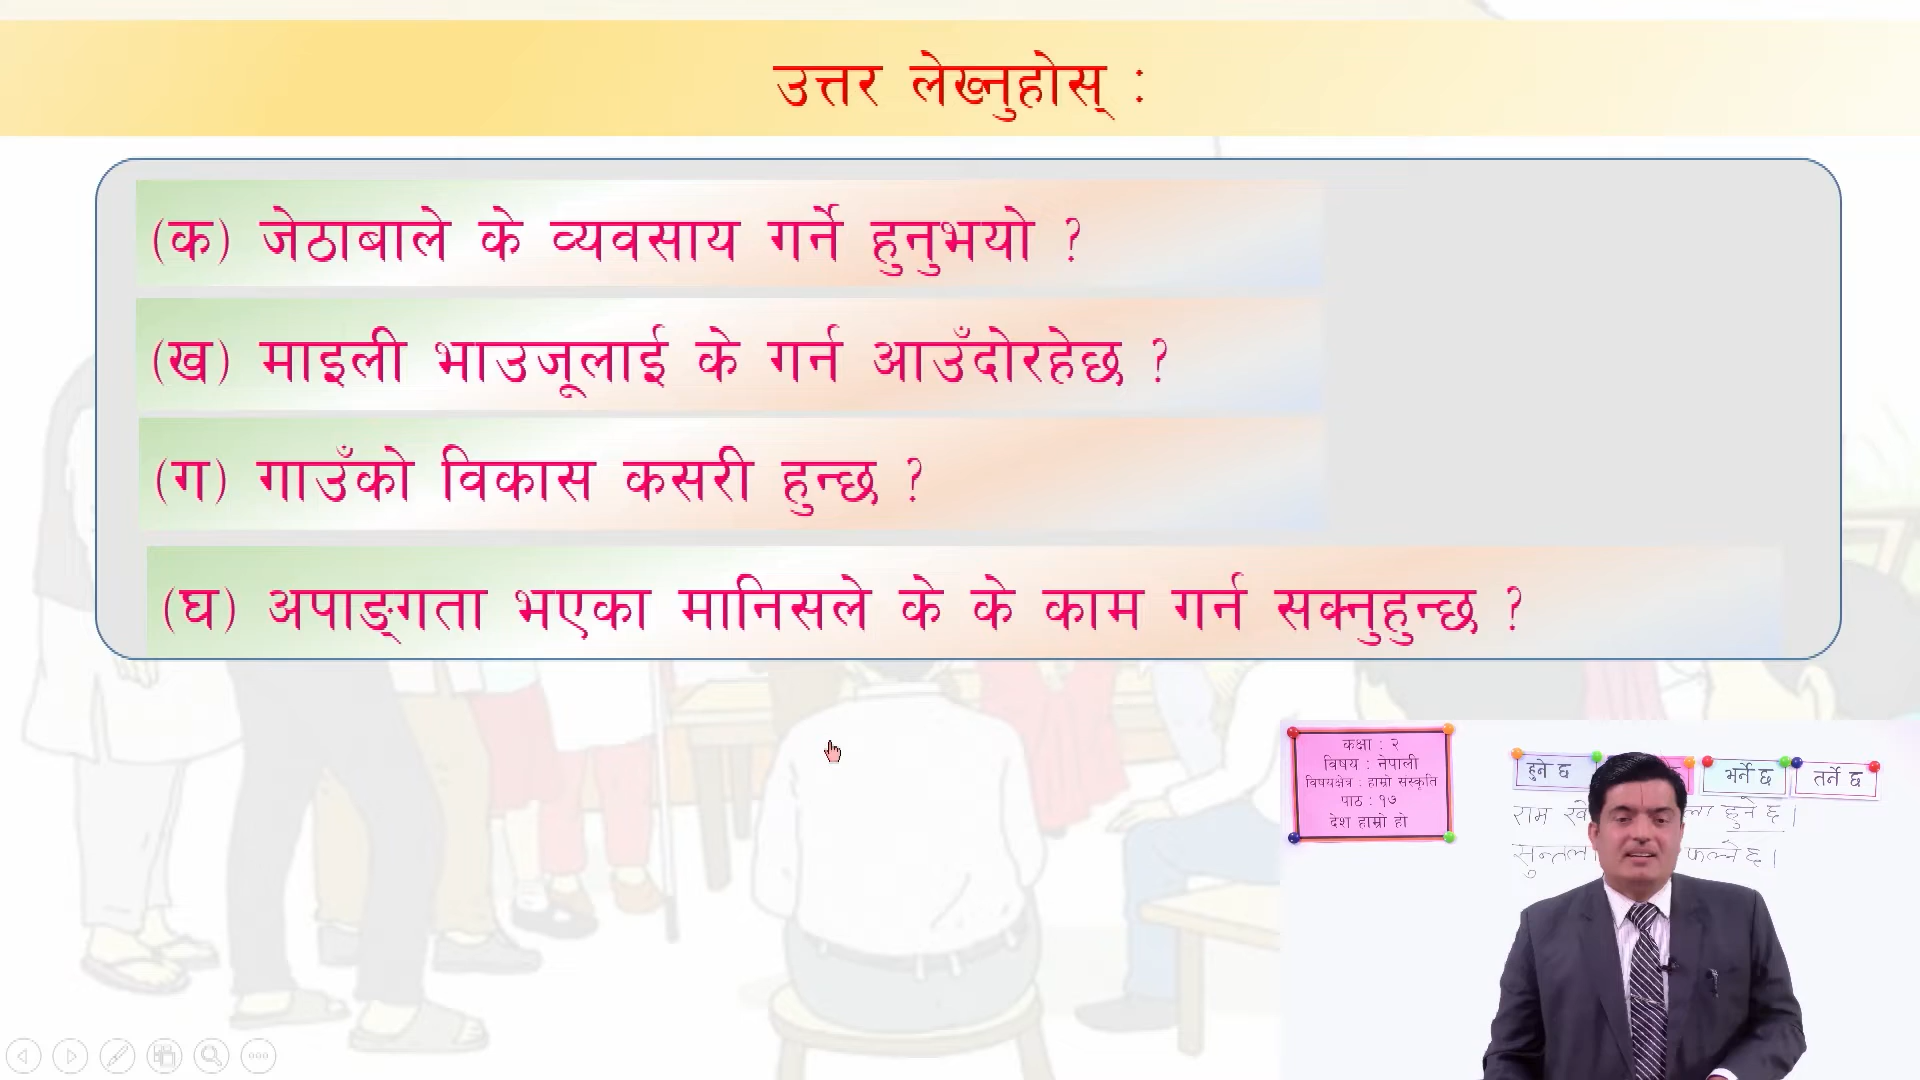 उत्तर लेख्नुहोस् :
(क) जेठाबाले के व्यवसाय गर्ने हुनुभयो ?
(ख) माइली भाउजूलाई के गर्न आउँदोरहेछ ?
(ग) गाउँको विकास कसरी हुन्छ ?
(घ) अपाङ्गता भएका मानिसले के के काम गर्न सक्नुहुन्छ ?
कक्षा : २
विषय : नेपाली
विषयक्षेत्र : हाम्रो संस्कृति
पाठ : १७
देश हाम्रो हो
हुने छ भर्ने छ तर्ने छ
राम हुने छ ।
फल्ने छ ।